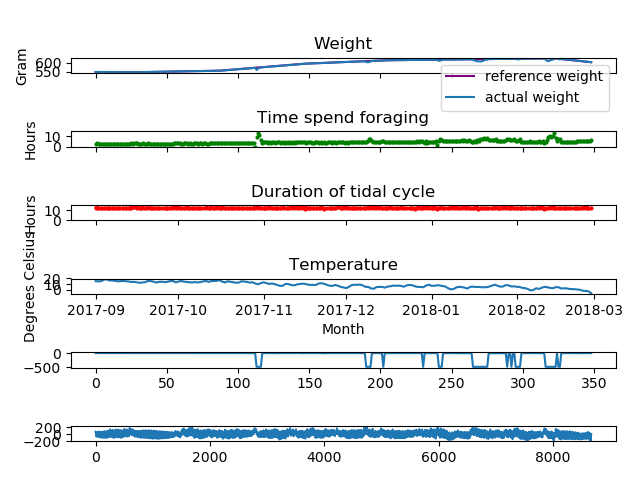 Weight
Gram
600
550
reference weight
actual weight
Time spend foraging
Hours
10
0
Duration of tidal cycle
Hours
10
0
Temperature
Degrees Celsius
20
10
0
2017-09 2017-10 2017-11 2017-12 2018-01 2018-02 2018-03
Month
0
−500
0 50 100 150 200 250 300 350
200
0
−200
0 2000 4000 6000 8000